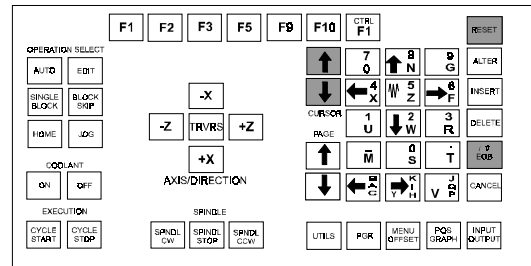 F1 F2 F3 F5 F9 F10 CTRL F1
RESET
OPERATION SELECT
AUTO EDIT
SINGLE BLOCK BLOCK SKIP
HOME JOG
COOLANT
ON OFF
EXECUTION
CYCLE START CYCLE STOP
-X
-Z TRVRS +Z
+X
AXIS/DIRECTION
SPINDLE
SPNDL CW SPINDL STOP SPNDL CCW
7 8 N 9 G ALTER
4 X 5 Z 6 F INSERT
CURSOR
1 U 2 W 3 R DELETE
PAGE
M 0 S T EOB
Y K I H V J Q P CANCEL
UTILS PGR MENU OFFSET POS GRAPH INPUT OUTPUT